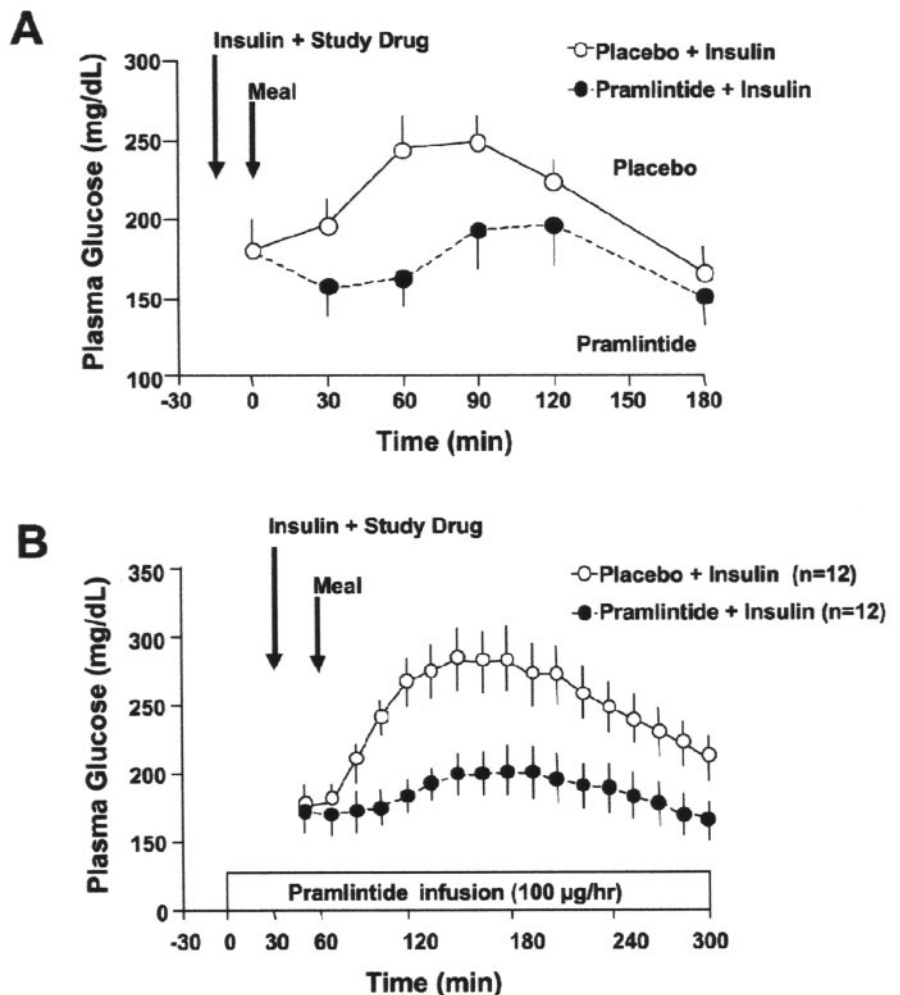 A
Insulin + Study Drug
Meal
Placebo + Insulin
Pramlintide + Insulin
Plasma Glucose (mg/dL)
300
250
200
150
100
Placebo
Pramlintide
-30 0 30 60 90 120 150 180
Time (min)
B
Insulin + Study Drug
Meal
Placebo + Insulin (n=12)
Pramlintide + Insulin (n=12)
Plasma Glucose (mg/dL)
350
300
250
200
150
0
Pramlintide infusion (100 µg/hr)
-30 0 30 60 120 180 240 300
Time (min)